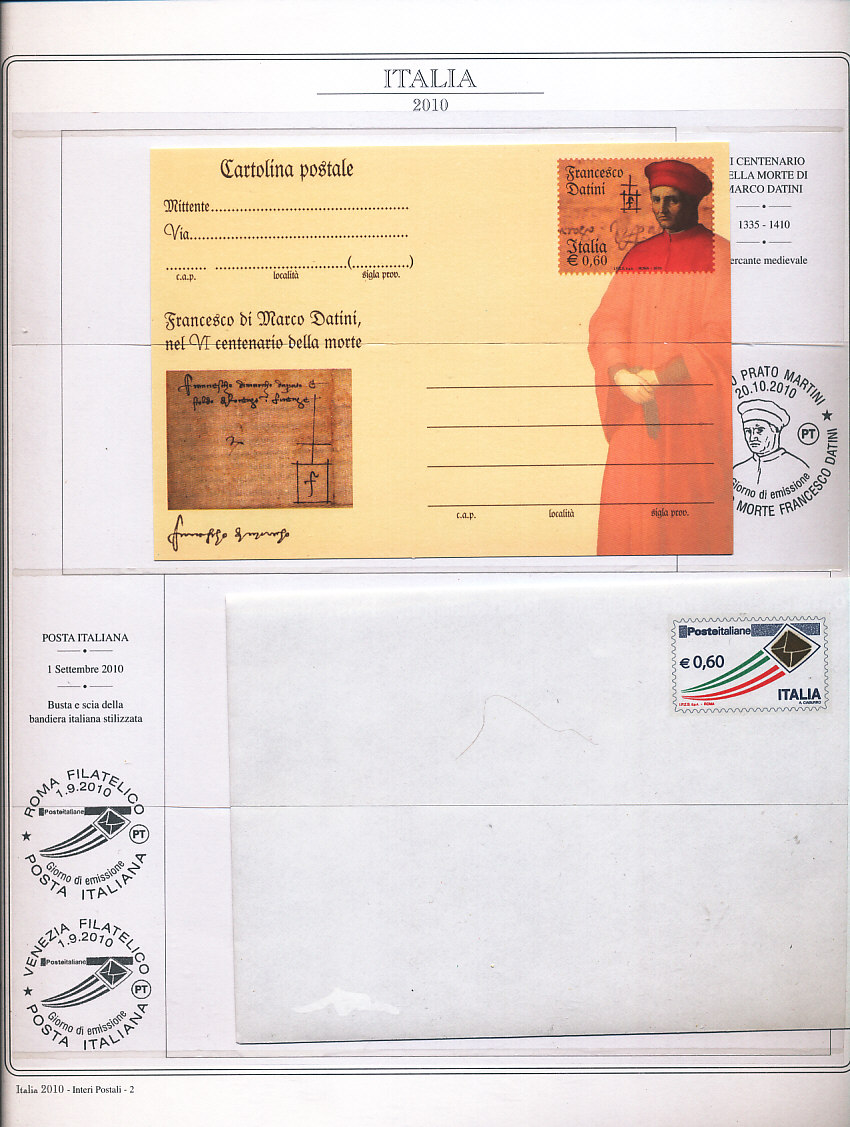 ITALIA
2010
Cartolina postale
Mittente
Via
( )
c.a.p. località sigla prov.
Francesco di Marco Datini,
nel VI centenario della morte
Francesco
Datini
f
Italia
€ 0,60
I.P.Z.S. S.p.A. - ROMA - 2010
f
c.a.p. località sigla prov.
I CENTENARIO
ELLA MORTE DI
MARCO DATINI
1335 - 1410
ercante medievale
O PRATO MARTINI
20.10.2010
PT
Giorno di emissione
MORTE FRANCESCO DATINI
POSTA ITALIANA
1 Settembre 2010
Busta e scia della
bandiera italiana stilizzata
Posteitaliane
€ 0,60
ITALIA
I.P.Z.S. S.p.A. - ROMA
ROMA FILATELICO
1.9.2010
Posteitaliane
PT
Giorno di emissione
POSTA ITALIANA
VENEZIA FILATELICO
1.9.2010
Posteitaliane
PT
Giorno di emissione
POSTA ITALIANA
Italia 2010 - Interi Postali - 2